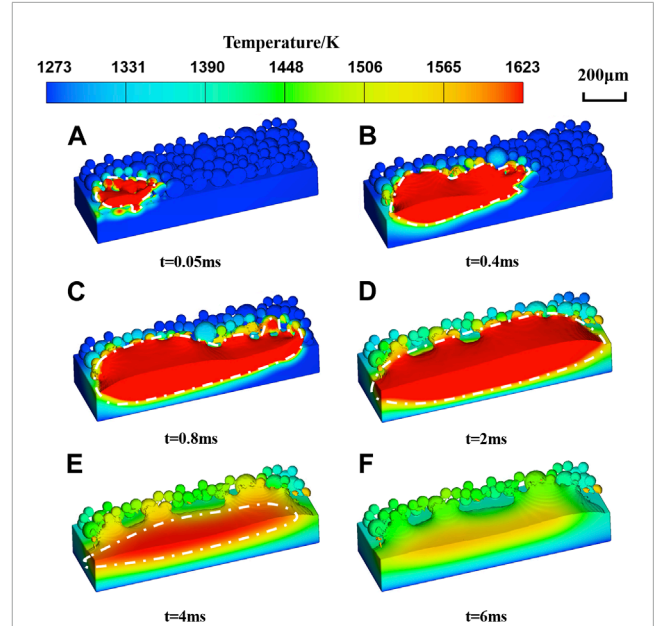 Temperature/K
1273 1331 1390 1448 1506 1565 1623
200μm
A B
t=0.05ms t=0.4ms
C D
t=0.8ms t=2ms
E F
t=4ms t=6ms